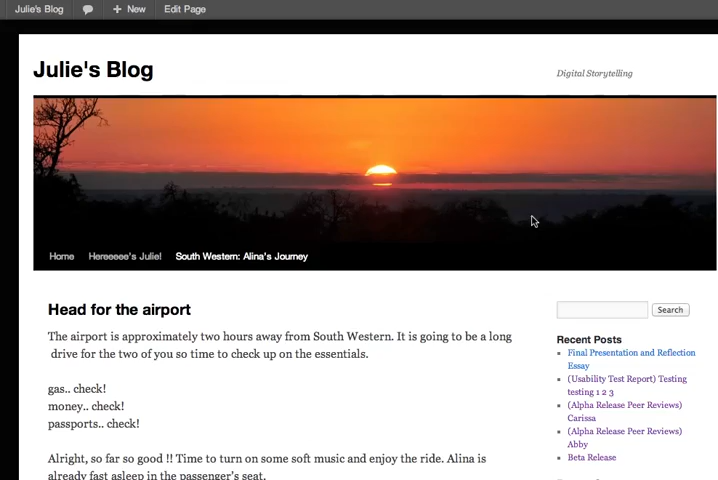 Julie's Blog + New Edit Page
Julie's Blog
Digital Storytelling
Home Hereeeee's Julie! South Western: Alina's Journey
Head for the airport
The airport is approximately two hours away from South Western. It is going to be a long
drive for the two of you so time to check up on the essentials.
gas.. check!
money.. check!
passports.. check!
Alright, so far so good !! Time to turn on some soft music and enjoy the ride. Alina is
already fast asleep in the passenger's seat.
Search
Recent Posts
Final Presentation and Reflection
Essay
(Usability Test Report) Testing
testing 1 2 3
(Alpha Release Peer Reviews)
Carissa
(Alpha Release Peer Reviews)
Abby
Beta Release